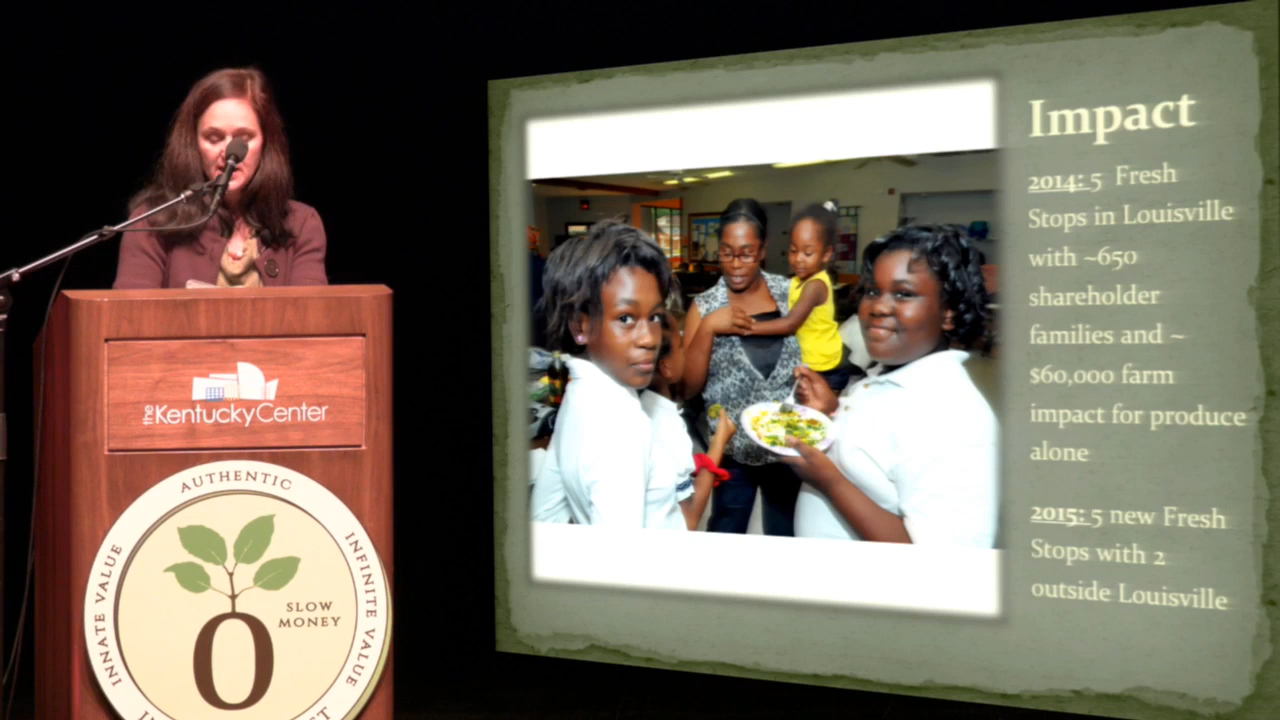 Impact
2014: 5 Fresh
Stops in Louisville
with ~650
shareholder
families and ~
$60,000 farm
impact for produce
alone
2015: 5 new Fresh
Stops with 2
outside Louisville
the Kentucky Center
AUTHENTIC
INNATE VALUE
INFINITE VALUE
SLOW
MONEY
0